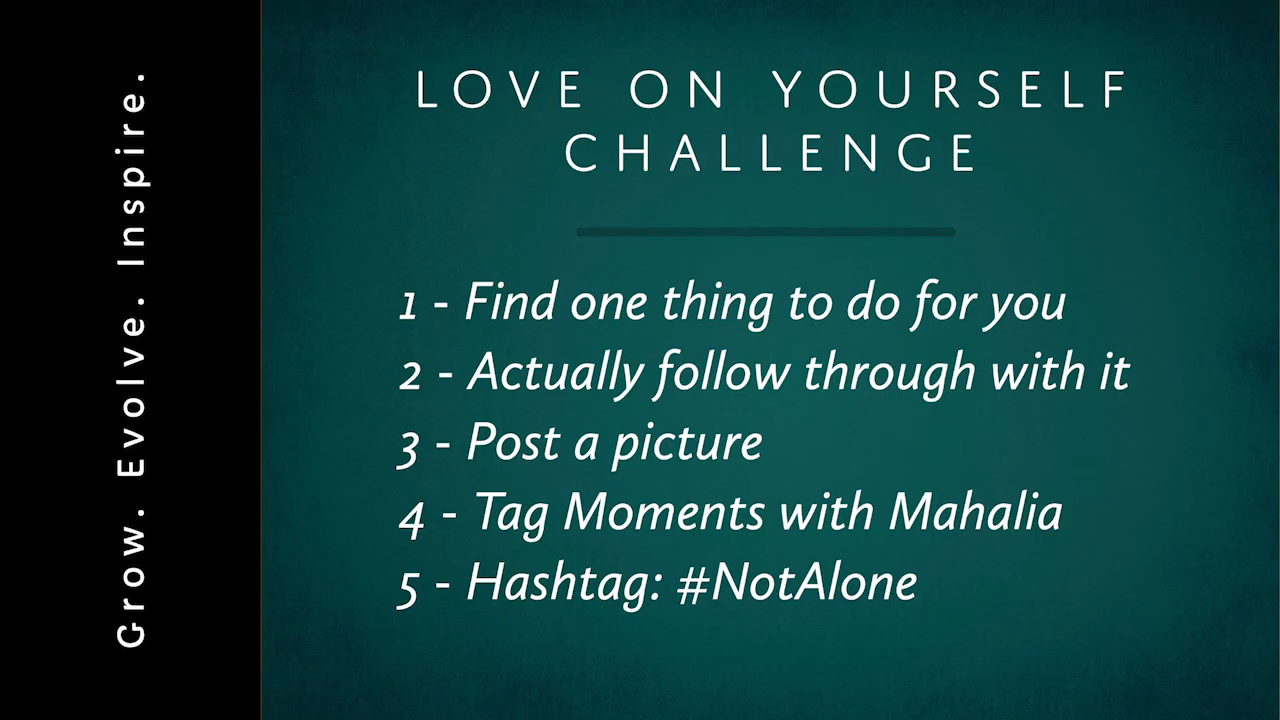 Grow. Evolve. Inspire.
LOVE ON YOURSELF
CHALLENGE
1 - Find one thing to do for you
2 - Actually follow through with it
3 - Post a picture
4 - Tag Moments with Mahalia
5 - Hashtag: #NotAlone